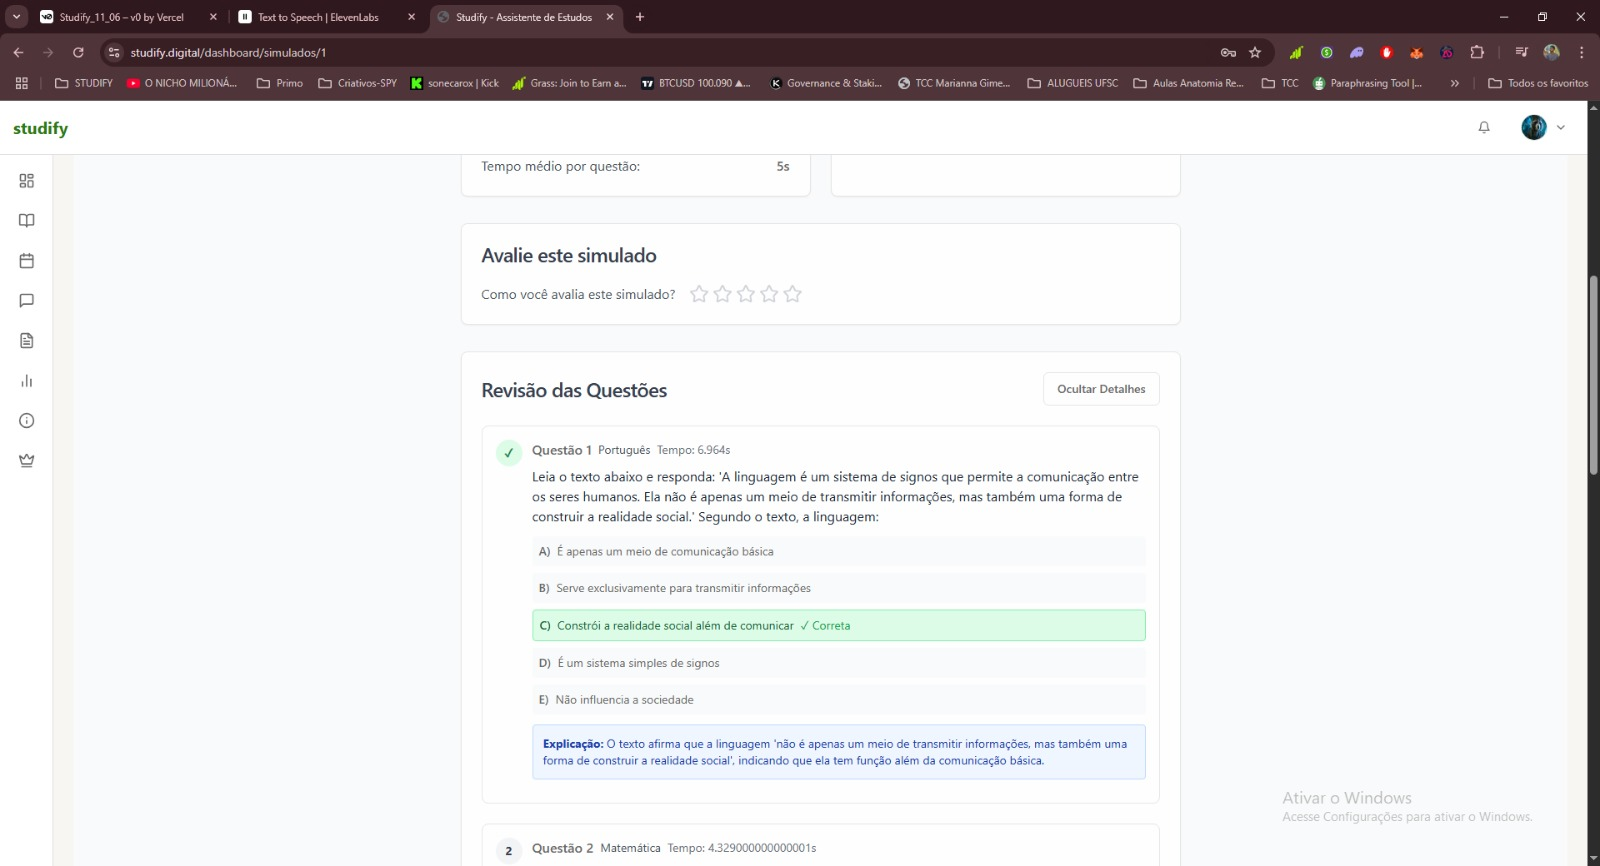 Studify_11_06 – v0 by Vercel
Text to Speech | ElevenLabs
Studify - Assistente de Estudos
studify.digital/dashboard/simulados/1
STUDIFY
O NICHO MILIONÁ...
Primo
Criativos-SPY
sonecarox | Kick
Grass: Join to Earn a...
BTCUSD 100.090 ▲...
Governance & Staki...
TCC Marianna Gime...
ALUGUEIS UFSC
Aulas Anatomia Re...
TCC
Paraphrasing Tool |...
»
Todos os favoritos
studify
Tempo médio por questão: 5s
Avalie este simulado
Como você avalia este simulado?
Revisão das Questões
Ocultar Detalhes
✓ Questão 1 Português Tempo: 6.964s
Leia o texto abaixo e responda: 'A linguagem é um sistema de signos que permite a comunicação entre
os seres humanos. Ela não é apenas um meio de transmitir informações, mas também uma forma de
construir a realidade social.' Segundo o texto, a linguagem:
A) É apenas um meio de comunicação básica
B) Serve exclusivamente para transmitir informações
C) Constrói a realidade social além de comunicar ✓ Correta
D) É um sistema simples de signos
E) Não influencia a sociedade
Explicação: O texto afirma que a linguagem 'não é apenas um meio de transmitir informações, mas também uma
forma de construir a realidade social', indicando que ela tem função além da comunicação básica.
2 Questão 2 Matemática Tempo: 4.329000000000001s
Ativar o Windows
Acesse Configurações para ativar o Windows.